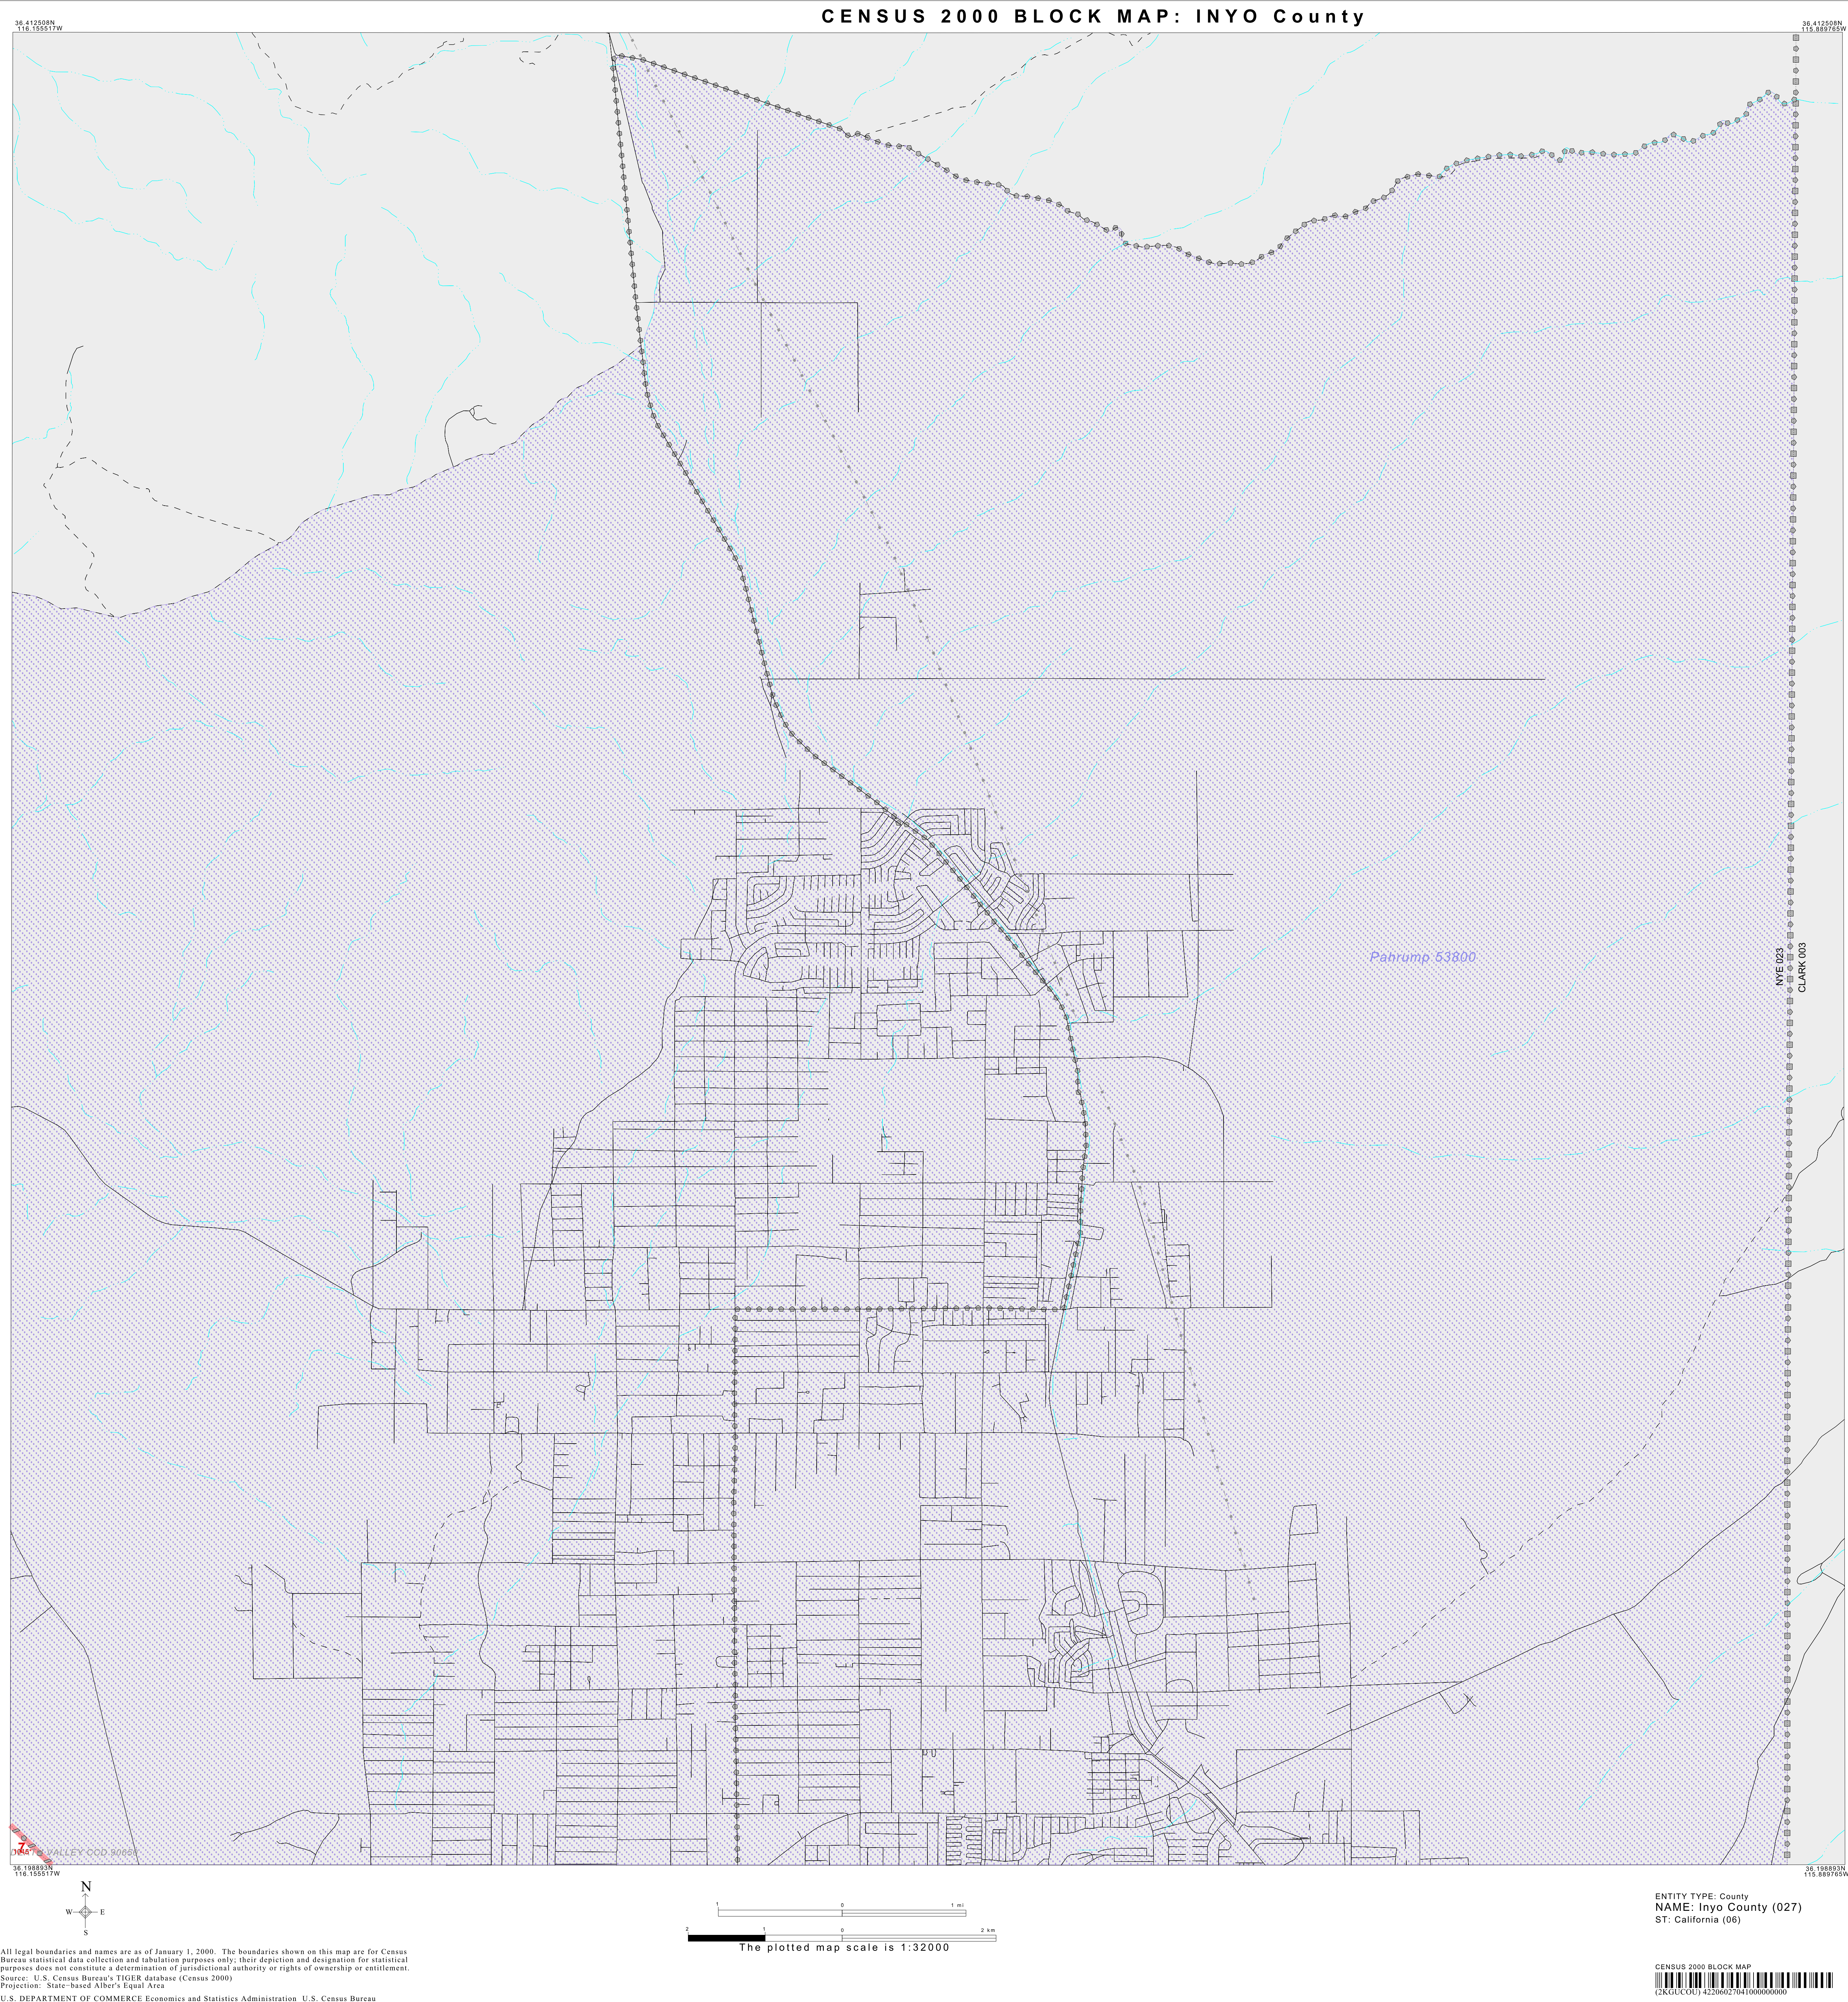 CENSUS 2000 BLOCK MAP: INYO County
36.412508N
116.155517W
36.412508N
115.889765W
Pahrump 53800
NYE 023
CLARK 003
7
VALLEY CCD 90650
36.198893N
116.155517W
36.198893N
115.889765W
N
W E
S
1 0 1 mi
2 1 0 2 km
The plotted map scale is 1:32000
ENTITY TYPE: County
NAME: Inyo County (027)
ST: California (06)
All legal boundaries and names are as of January 1, 2000. The boundaries shown on this map are for Census
Bureau statistical data collection and tabulation purposes only; their depiction and designation for statistical
purposes does not constitute a determination of jurisdictional authority or rights of ownership or entitlement.
Source: U.S. Census Bureau's TIGER database (Census 2000)
Projection: State−based Alber's Equal Area
U.S. DEPARTMENT OF COMMERCE Economics and Statistics Administration U.S. Census Bureau
CENSUS 2000 BLOCK MAP
(2KGUCOU) 42206027041000000000